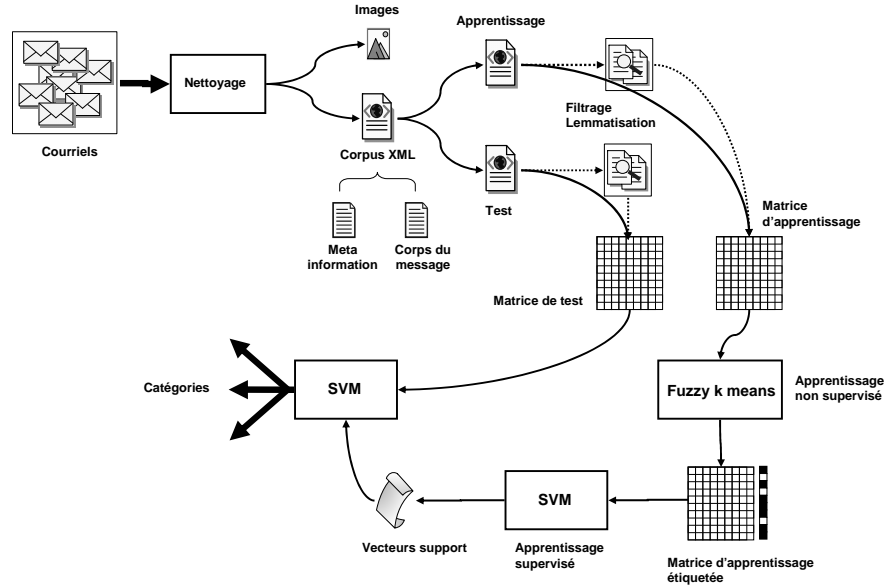 Images
Apprentissage
Nettoyage
Filtrage
Lemmatisation
Courriels
Corpus XML
Test
Matrice
d'apprentissage
Meta
information
Corps du
message
Matrice de test
Catégories
SVM
Fuzzy k means
Apprentissage
non supervisé
SVM
Vecteurs support
Apprentissage
supervisé
Matrice d'apprentissage
étiquetée